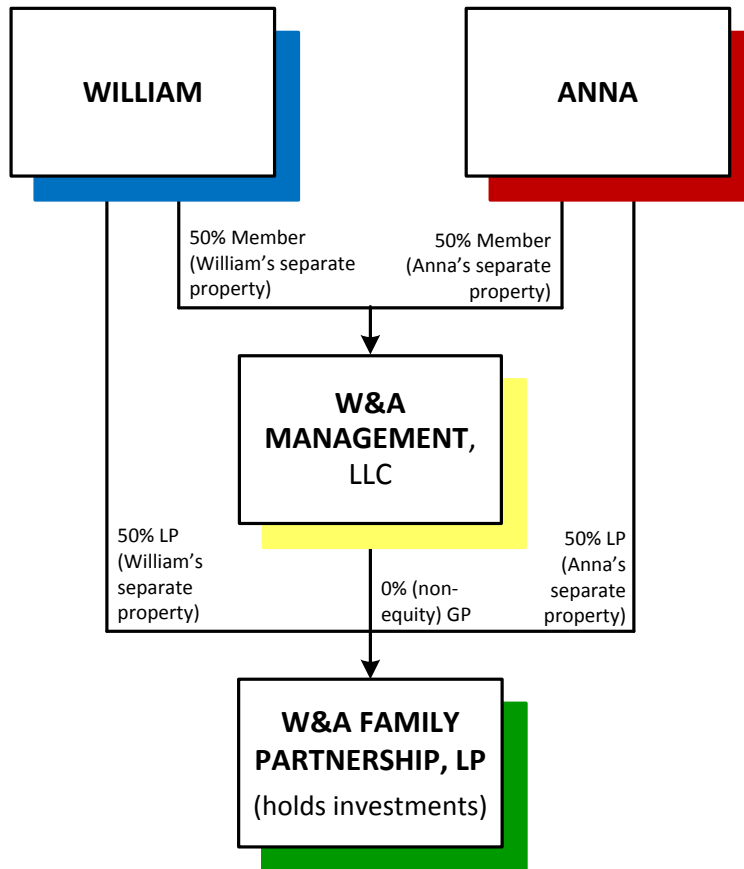 WILLIAM
ANNA
50% Member
(William’s separate
property)
50% Member
(Anna’s separate
property)
W&A
MANAGEMENT,
LLC
50% LP
(William’s
separate
property)
0% (non-
equity) GP
50% LP
(Anna’s
separate
property)
W&A FAMILY
PARTNERSHIP, LP
(holds investments)